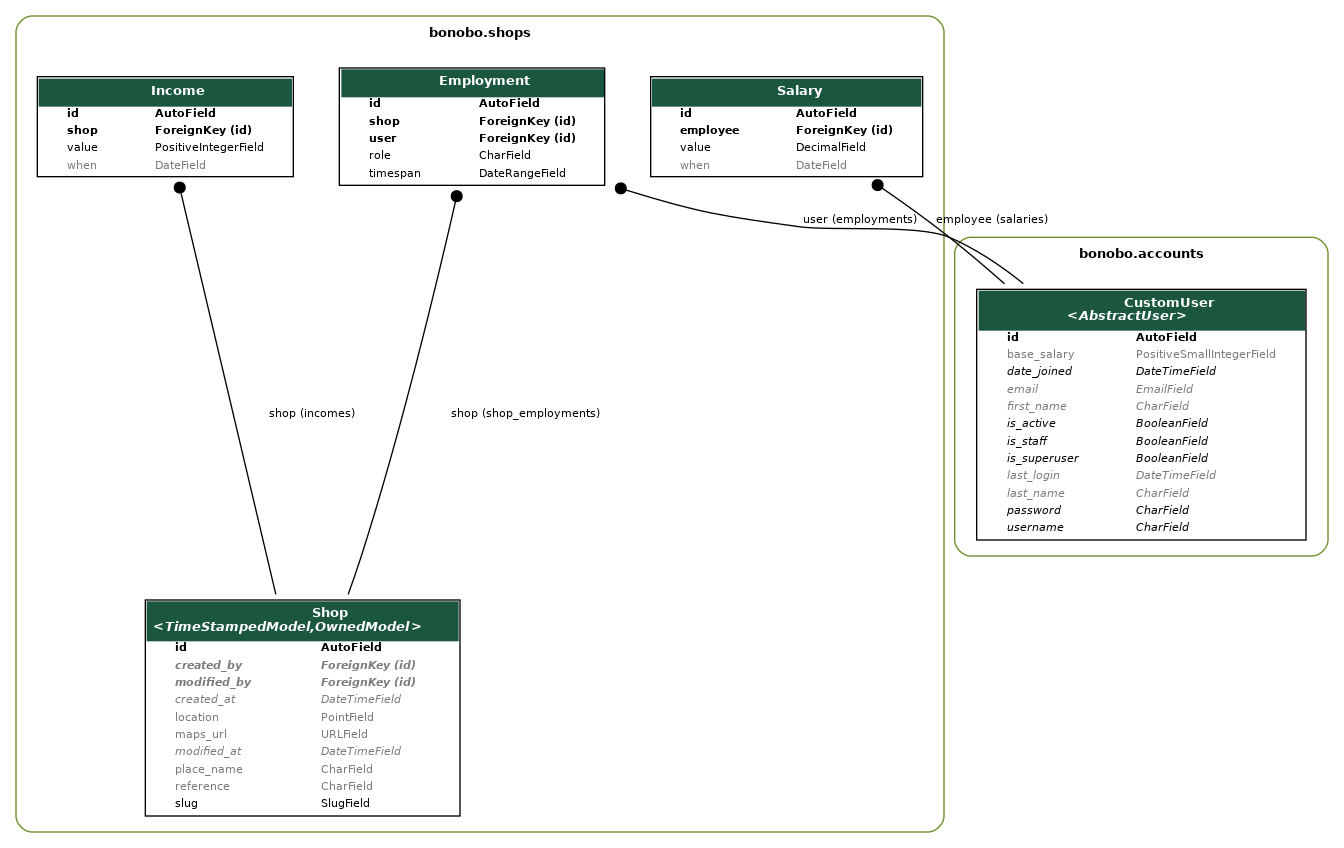 bonobo.shops
Income
id AutoField
shop ForeignKey (id)
value PositiveIntegerField
when DateField
Employment
id AutoField
shop ForeignKey (id)
user ForeignKey (id)
role CharField
timespan DateRangeField
Salary
id AutoField
employee ForeignKey (id)
value DecimalField
when DateField
user (employments)
employee (salaries)
bonobo.accounts
CustomUser
<AbstractUser>
id AutoField
base_salary PositiveSmallIntegerField
date_joined DateTimeField
email EmailField
first_name CharField
is_active BooleanField
is_staff BooleanField
is_superuser BooleanField
last_login DateTimeField
last_name CharField
password CharField
username CharField
shop (incomes)
shop (shop_employments)
Shop
<TimeStampedModel,OwnedModel>
id AutoField
created_by ForeignKey (id)
modified_by ForeignKey (id)
created_at DateTimeField
location PointField
maps_url URLField
modified_at DateTimeField
place_name CharField
reference CharField
slug SlugField